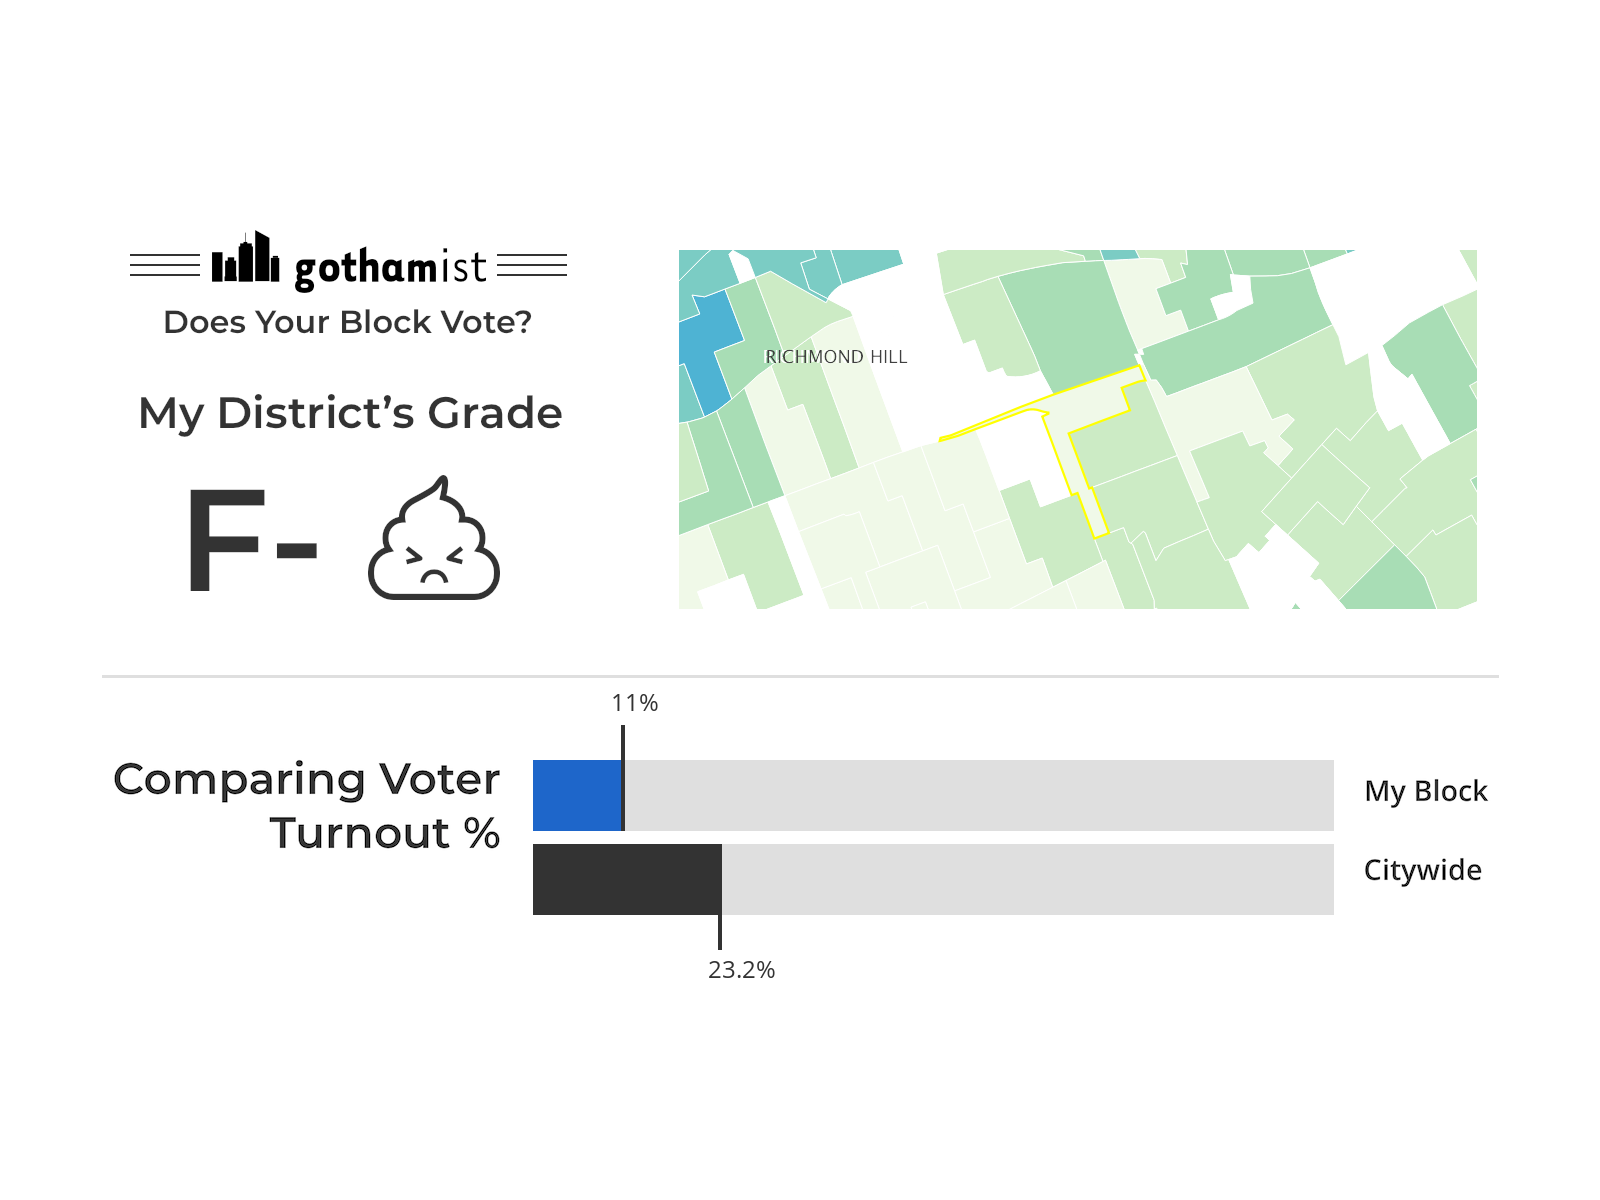 gothamist
Does Your Block Vote?
My District's Grade
F-
RICHMOND HILL
11%
Comparing Voter
Turnout %
My Block
Citywide
23.2%